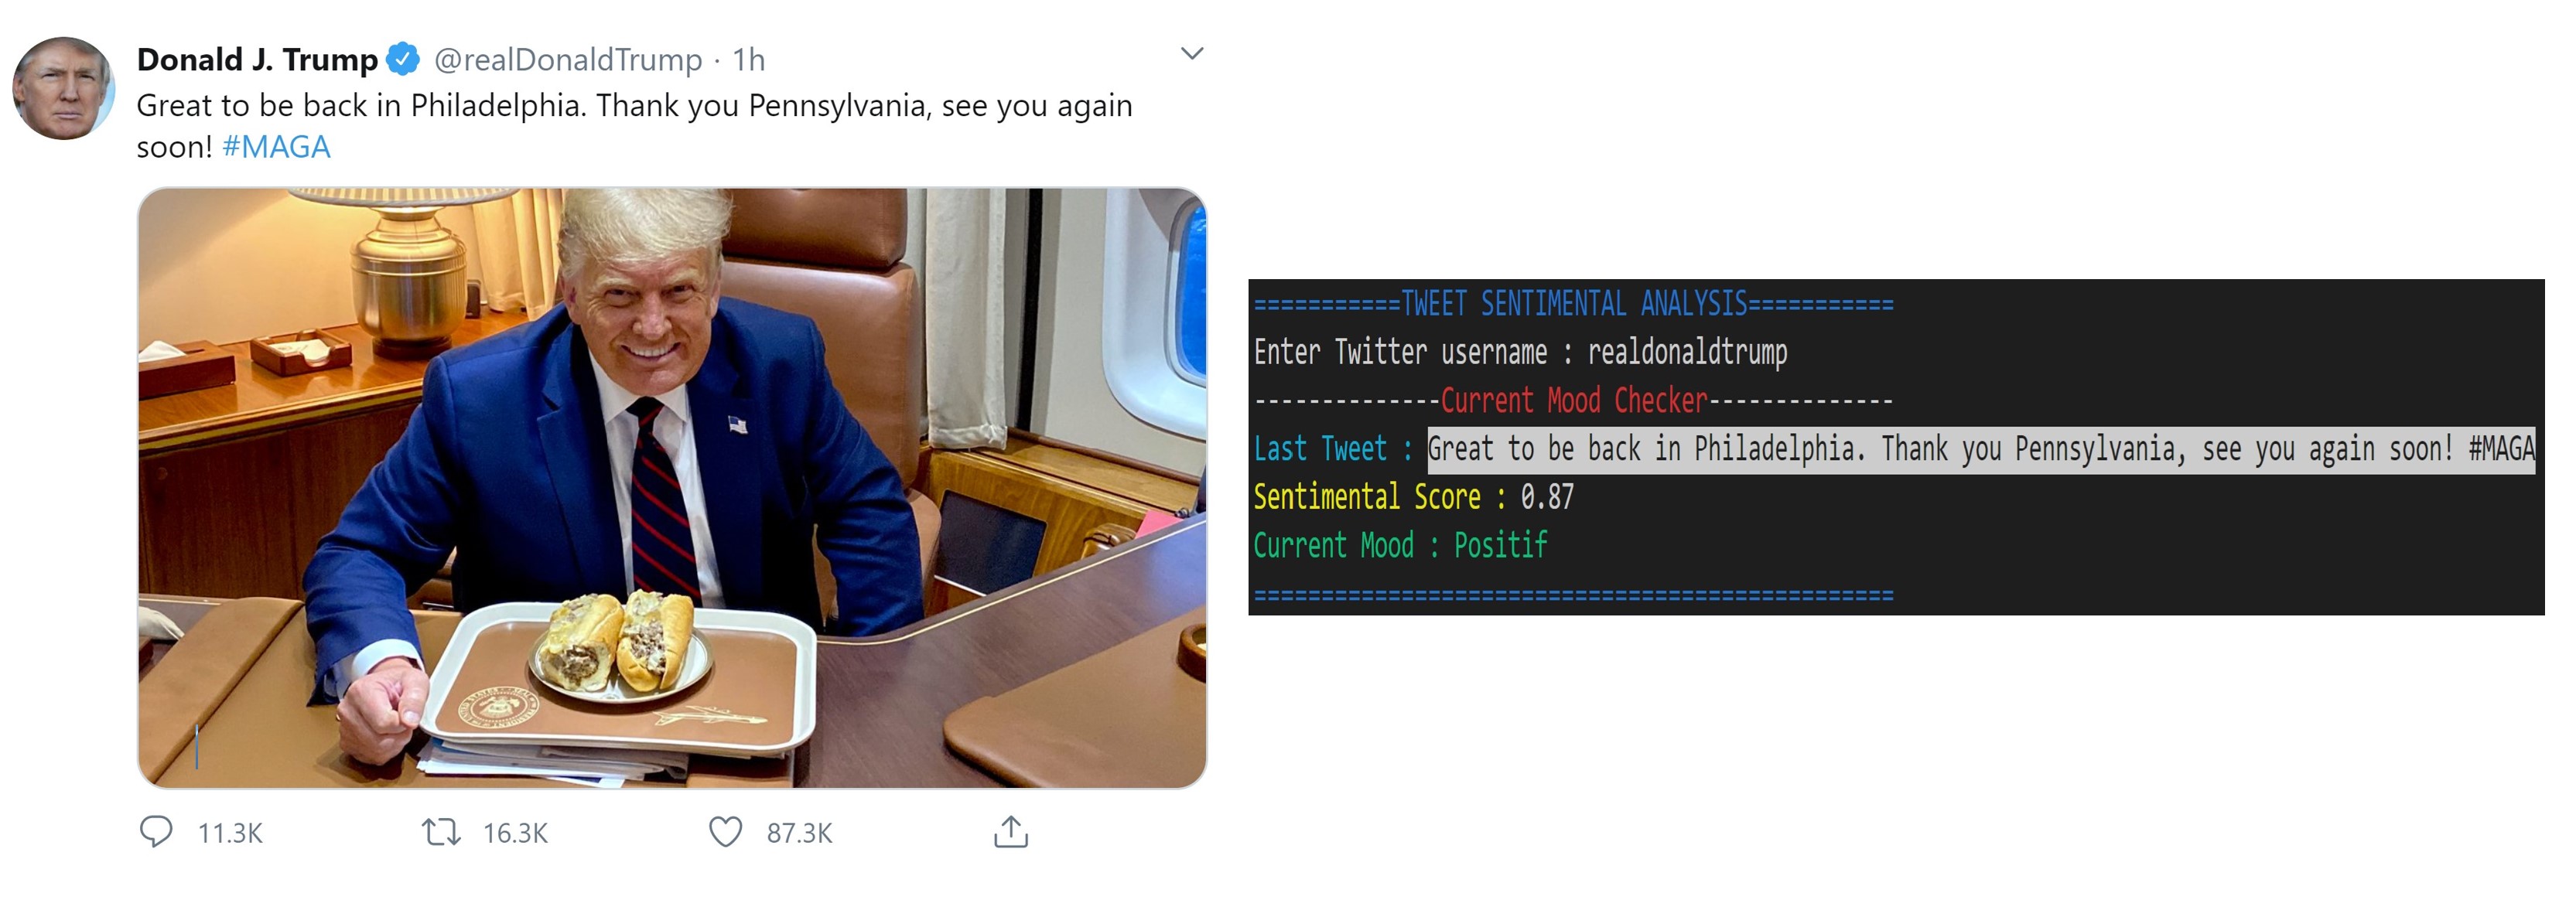 Donald J. Trump @realDonaldTrump · 1h
Great to be back in Philadelphia. Thank you Pennsylvania, see you again
soon! #MAGA
11.3K 16.3K 87.3K
===========TWEET SENTIMENTAL ANALYSIS===========
Enter Twitter username : realdonaldtrump
--------------Current Mood Checker--------------
Last Tweet : Great to be back in Philadelphia. Thank you Pennsylvania, see you again soon! #MAGA
Sentimental Score : 0.87
Current Mood : Positif
================================================